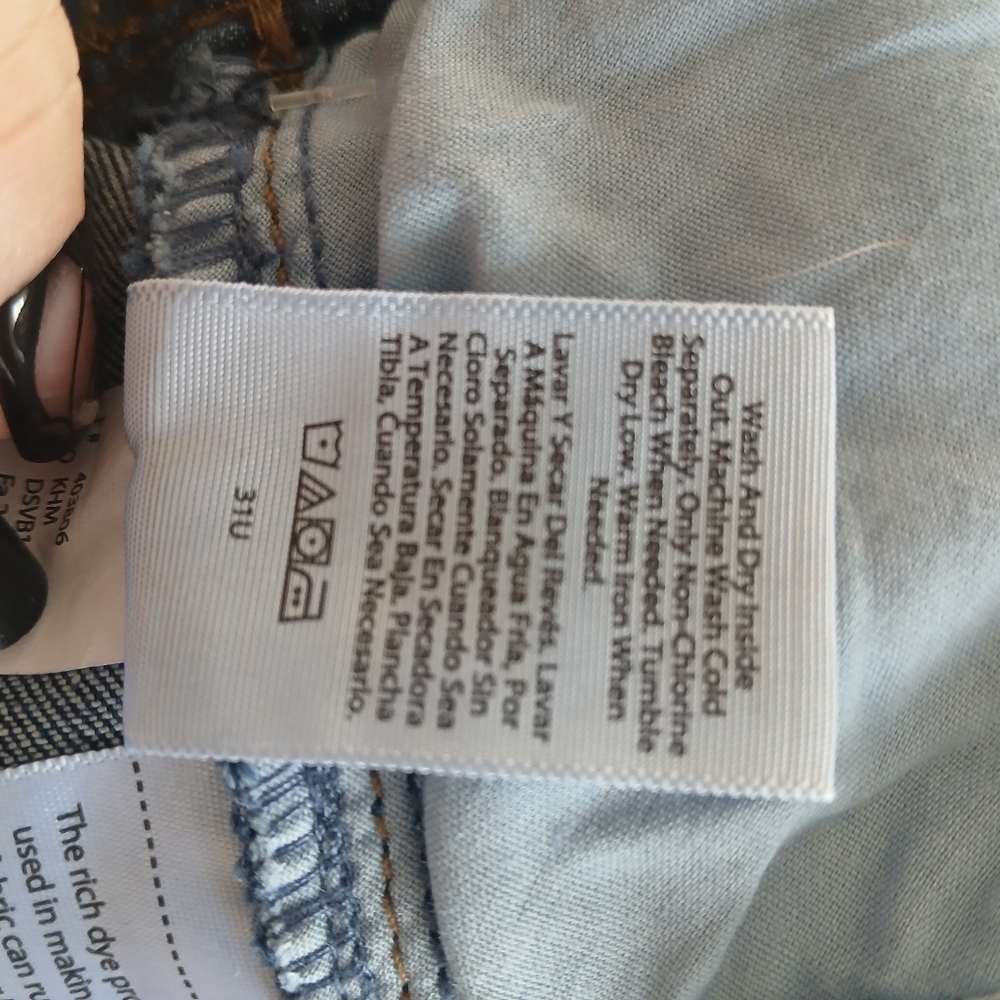 Wash And Dry Inside
Out. Machine Wash Cold
Separately. Only Non-Chlorine
Bleach When Needed. Tumble
Dry Low. Warm Iron When
Needed.
Lavar Y Secar Del Revés. Lavar
A Máquina En Agua Fría, Por
Separado. Blanqueador Sin
Cloro Solamente Cuando Sea
Necesario. Secar En Secadora
A Temperatura Baja. Plancha
Tibia, Cuando Sea Necesario.
31U
KHM
The rich dye
used in
can